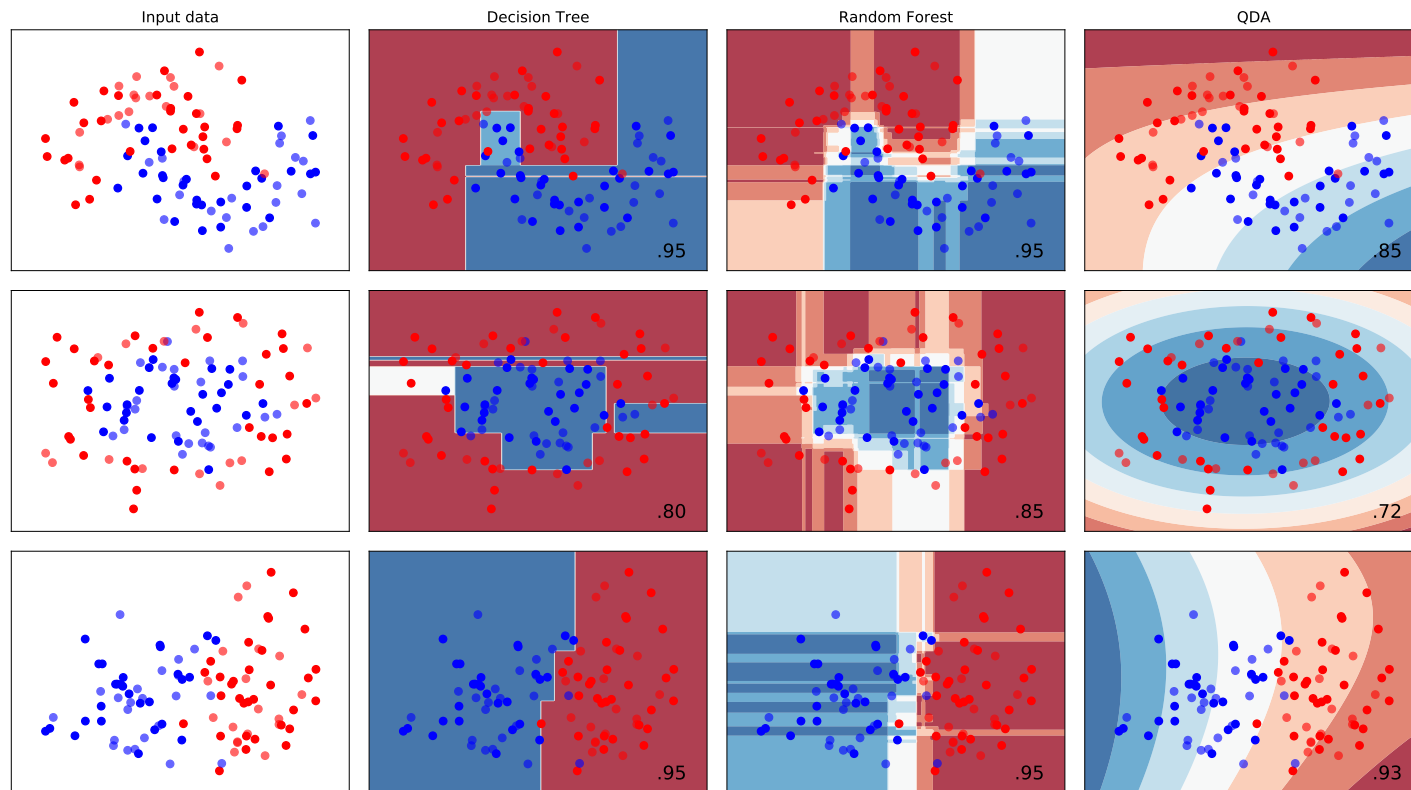 Input data
Decision Tree
Random Forest
QDA
.95
.95
.85
.80
.85
.72
.95
.95
.93